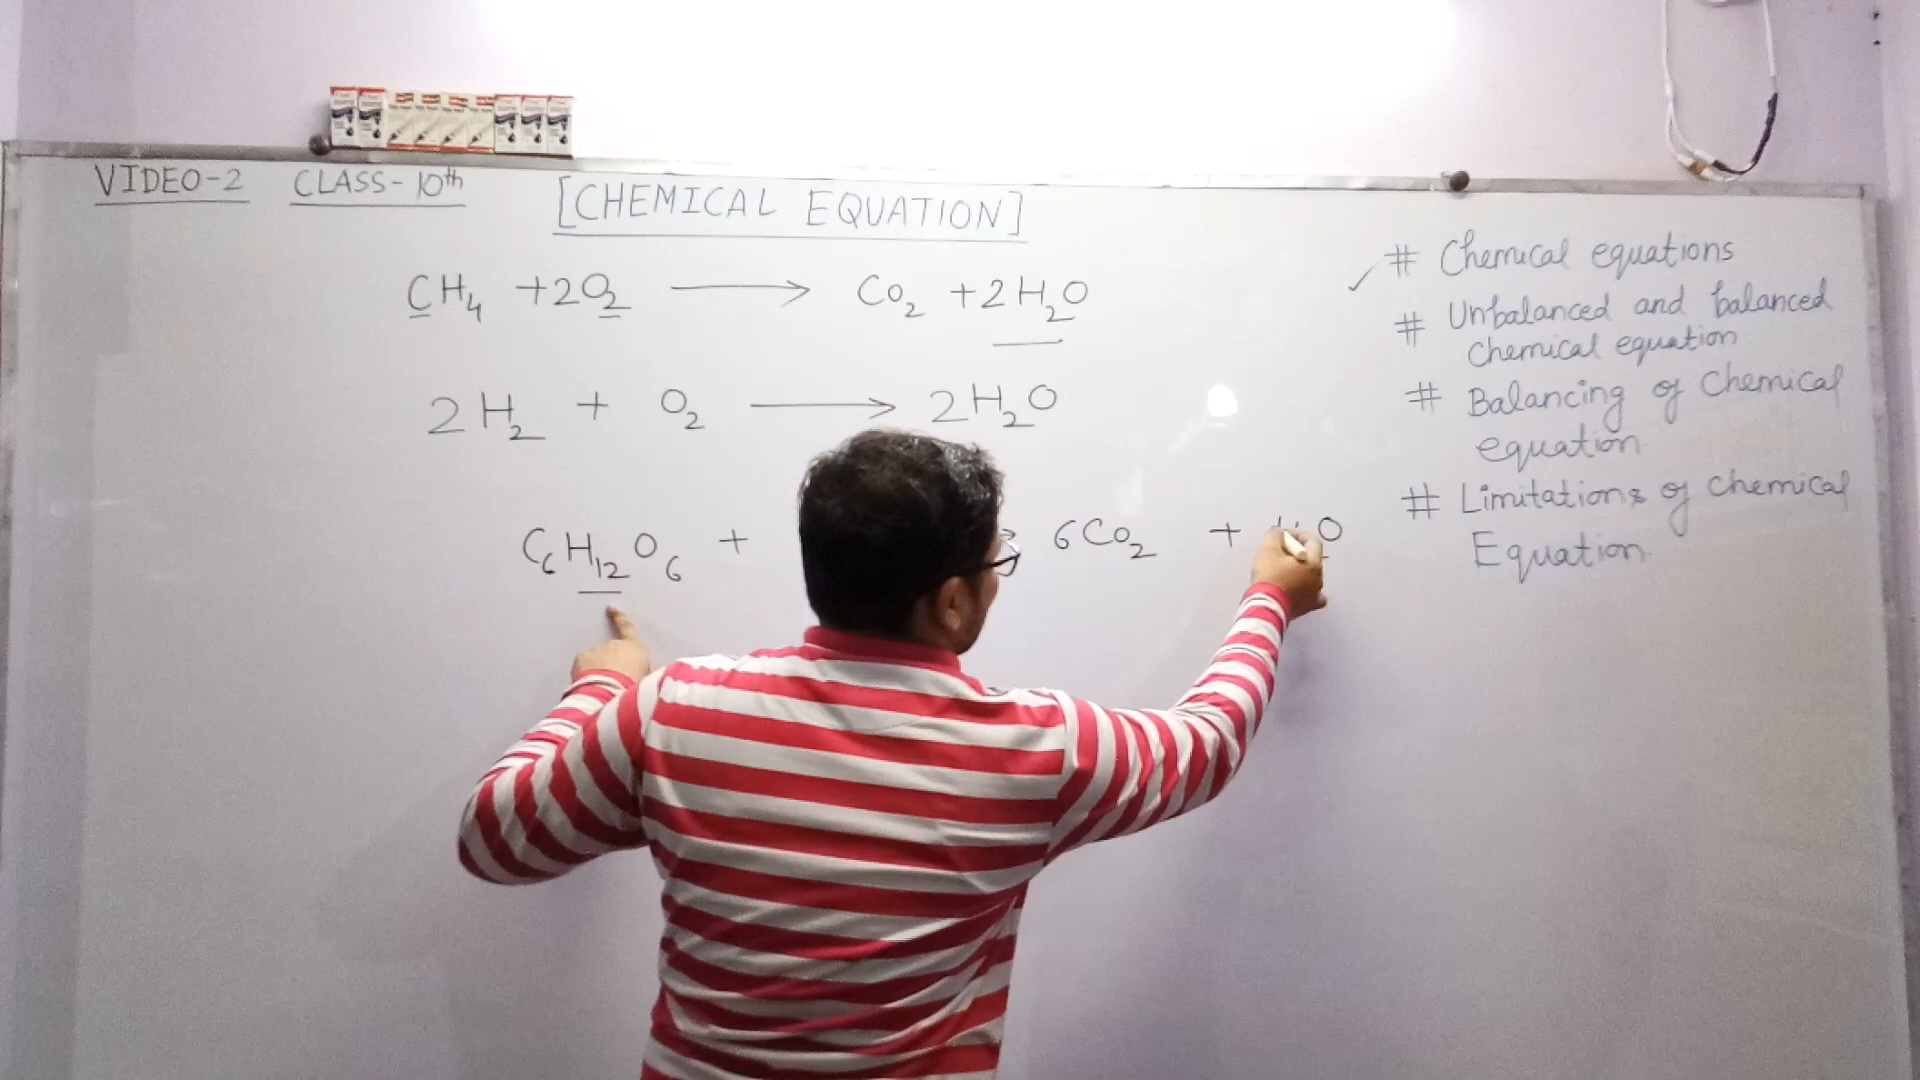 VIDEO-2 CLASS-10th
[CHEMICAL EQUATION]
CH₄ +2O₂ ⟶ Co₂ +2H₂O
2H₂ + O₂ ⟶ 2H₂O
C₆H₁₂O₆ + 6Co₂ + O
# Chemical equations
# Unbalanced and balanced
chemical equation
# Balancing of chemical
equation
# Limitations of chemical
Equation